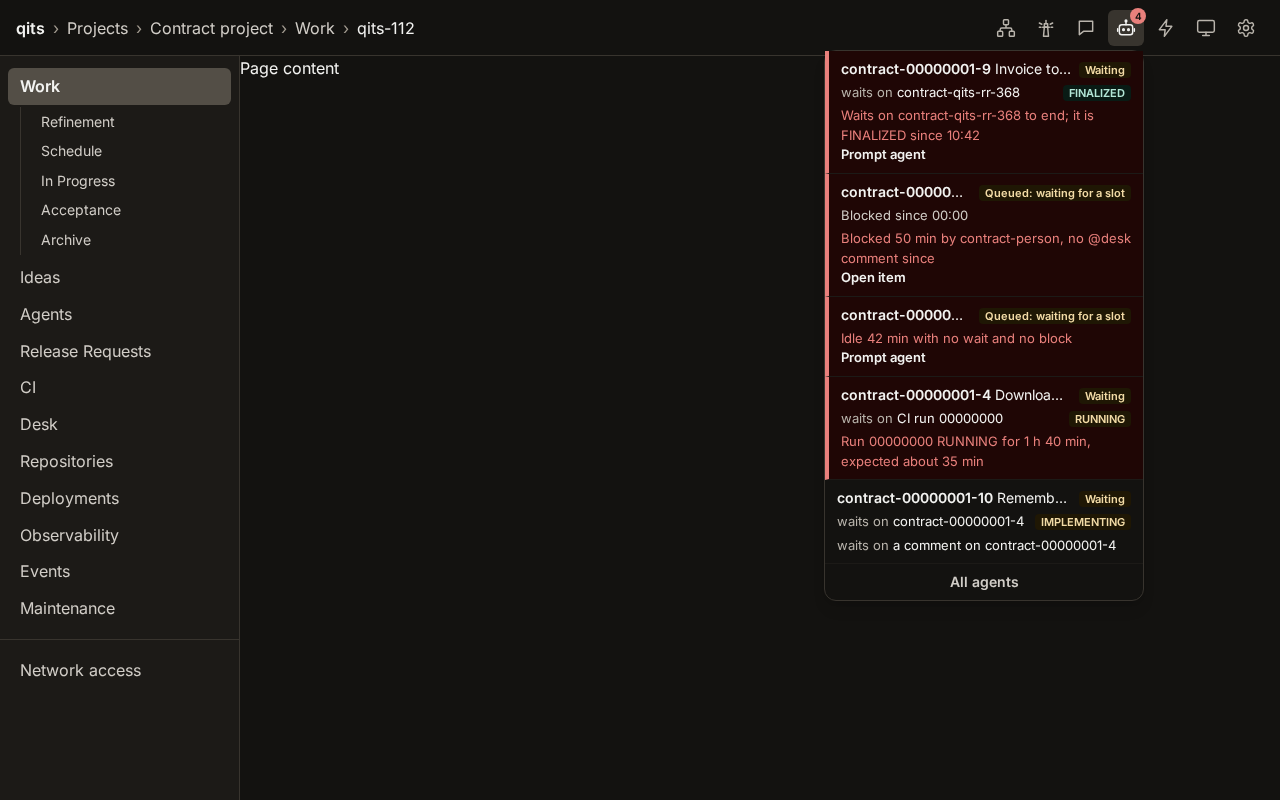 qits › Projects › Contract project › Work › qits-112
4
Work
Refinement
Schedule
In Progress
Acceptance
Archive
Ideas
Agents
Release Requests
CI
Desk
Repositories
Deployments
Observability
Events
Maintenance
Network access
Page content
contract-00000001-9 Invoice to... Waiting
waits on contract-qits-rr-368 FINALIZED
Waits on contract-qits-rr-368 to end; it is
FINALIZED since 10:42
Prompt agent
contract-00000... Queued: waiting for a slot
Blocked since 00:00
Blocked 50 min by contract-person, no @desk
comment since
Open item
contract-00000... Queued: waiting for a slot
Idle 42 min with no wait and no block
Prompt agent
contract-00000001-4 Downloa... Waiting
waits on CI run 00000000 RUNNING
Run 00000000 RUNNING for 1 h 40 min,
expected about 35 min
contract-00000001-10 Rememb... Waiting
waits on contract-00000001-4 IMPLEMENTING
waits on a comment on contract-00000001-4
All agents